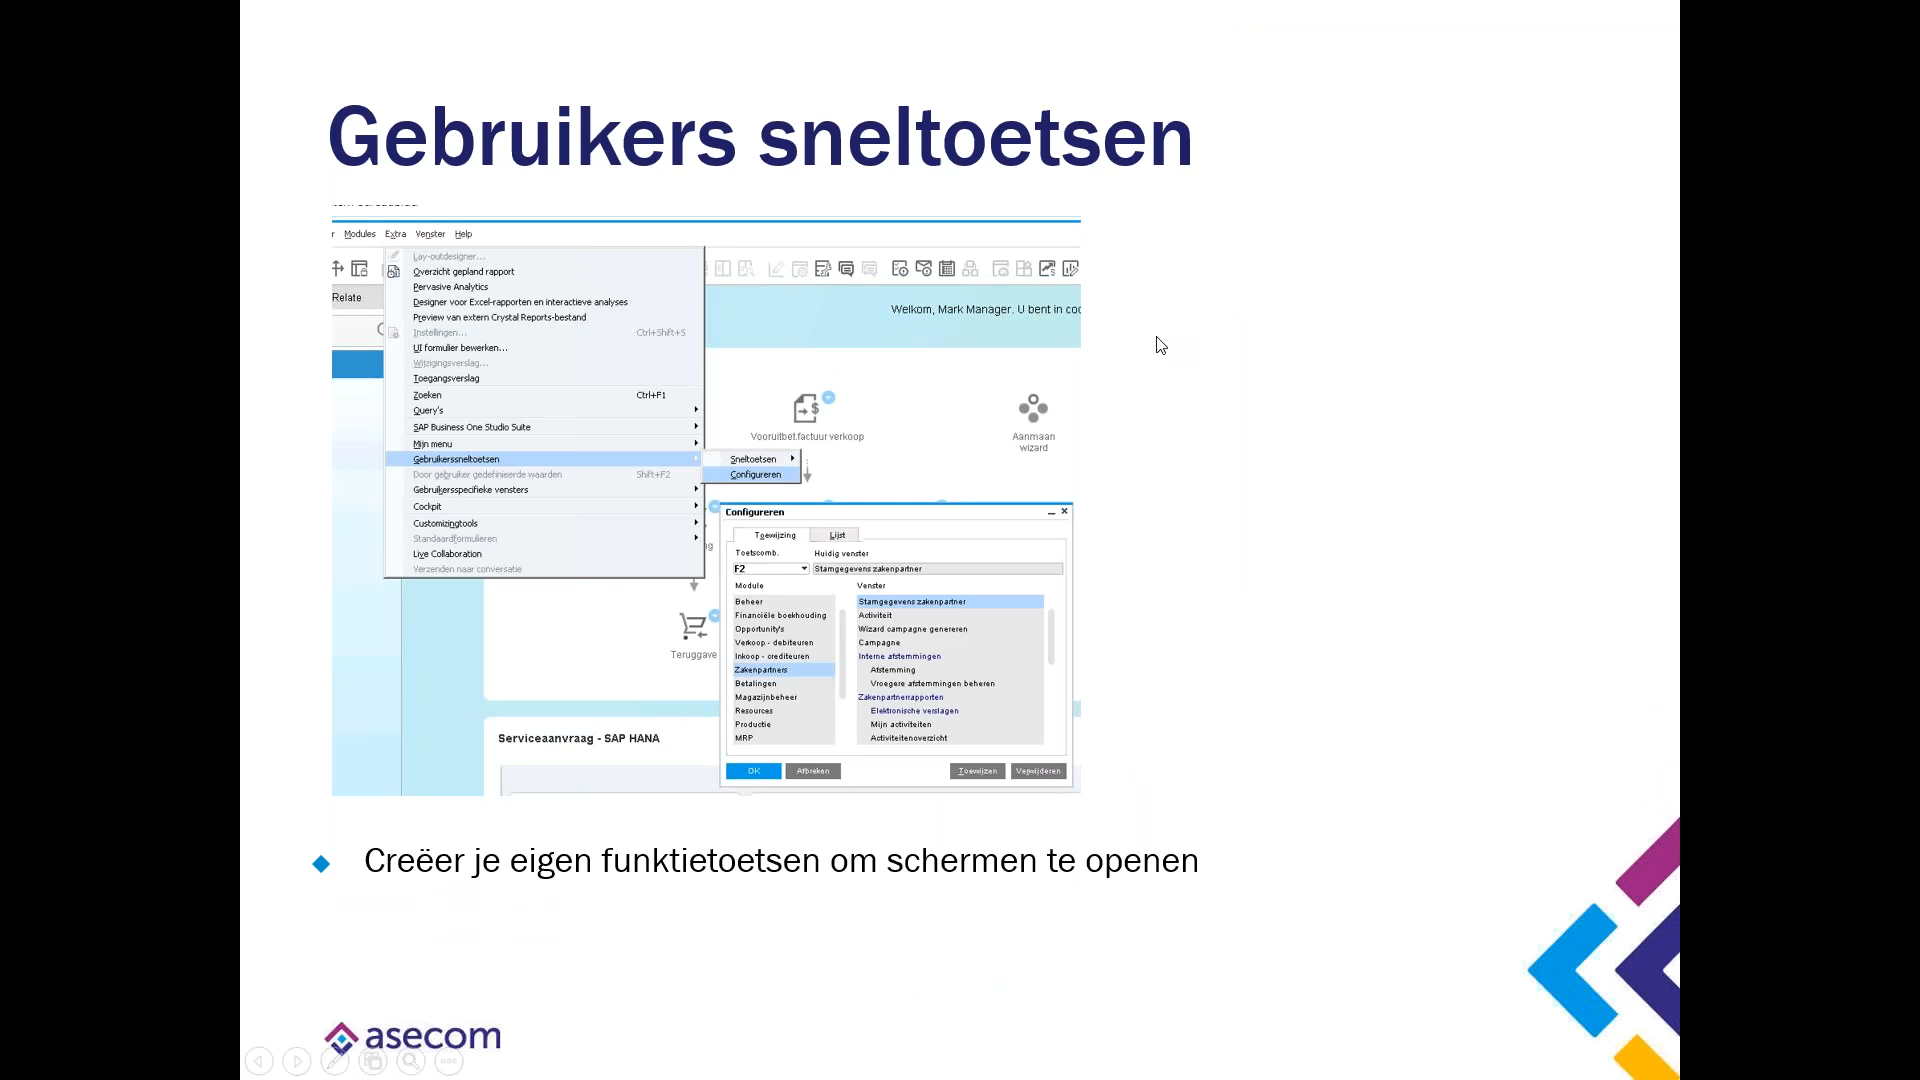 Gebruikers sneltoetsen
Modules Extra Venster Help
Lay-outdesigner...
Overzicht gepland rapport
Pervasive Analytics
Designer voor Excel-rapporten en interactieve analyses
Preview van extern Crystal Reports-bestand
Instellingen... Ctrl+Shift+S
UI formulier bewerken...
Wijzigingsverslag...
Toegangsverslag
Zoeken Ctrl+F1
Query's
SAP Business One Studio Suite
Mijn menu
Gebruikerssneltoetsen
Door gebruiker gedefinieerde waarden Shift+F2
Gebruikersspecifieke vensters
Cockpit
Customizingtools
Standaardformulieren
Live Collaboration
Verzenden naar conversatie
Sneltoetsen
Configureren
Relate
Welkom, Mark Manager. U bent in coc
Vooruitbet.factuur verkoop
Aanmaan
wizard
ng
Teruggave
Serviceaanvraag - SAP HANA
Configureren
Toewijzing Lijst
Toetscomb. Huidig venster
F2 Stamgegevens zakenpartner
Module Venster
Beheer Stamgegevens zakenpartner
Financiële boekhouding Activiteit
Opportunity's Wizard campagne genereren
Verkoop - debiteuren Campagne
Inkoop - crediteuren Interne afstemmingen
Zakenpartners Afstemming
Betalingen Vroegere afstemmingen beheren
Magazijnbeheer Zakenpartnerrapporten
Resources Elektronische verslagen
Productie Mijn activiteiten
MRP Activiteitenoverzicht
OK Afbreken Toewijzen Verwijderen
Creëer je eigen funktietoetsen om schermen te openen
asecom